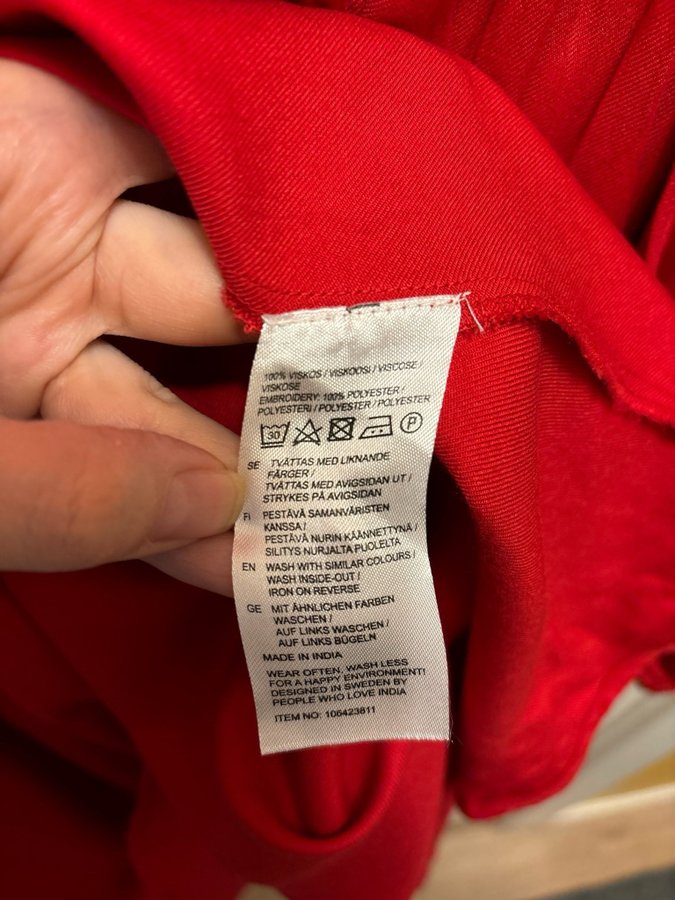 100% VISKOS / VISKOOSI / VISCOSE /
VISKOSE
EMBROIDERY: 100% POLYESTER /
POLYESTERI / POLYESTER / POLYESTER
30 P
SE TVÄTTAS MED LIKNANDE
FÄRGER /
TVÄTTAS MED AVIGSIDAN UT /
STRYKES PÅ AVIGSIDAN
FI PESTÄVÄ SAMANVÄRISTEN
KANSSA /
PESTÄVÄ NURIN KÄÄNNETTYNÄ /
SILITYS NURJALTA PUOLELTA
EN WASH WITH SIMILAR COLOURS /
WASH INSIDE-OUT /
IRON ON REVERSE
GE MIT ÄHNLICHEN FARBEN
WASCHEN /
AUF LINKS WASCHEN /
AUF LINKS BÜGELN
MADE IN INDIA
WEAR OFTEN, WASH LESS
FOR A HAPPY ENVIRONMENT!
DESIGNED IN SWEDEN BY
PEOPLE WHO LOVE INDIA
ITEM NO: 106423811